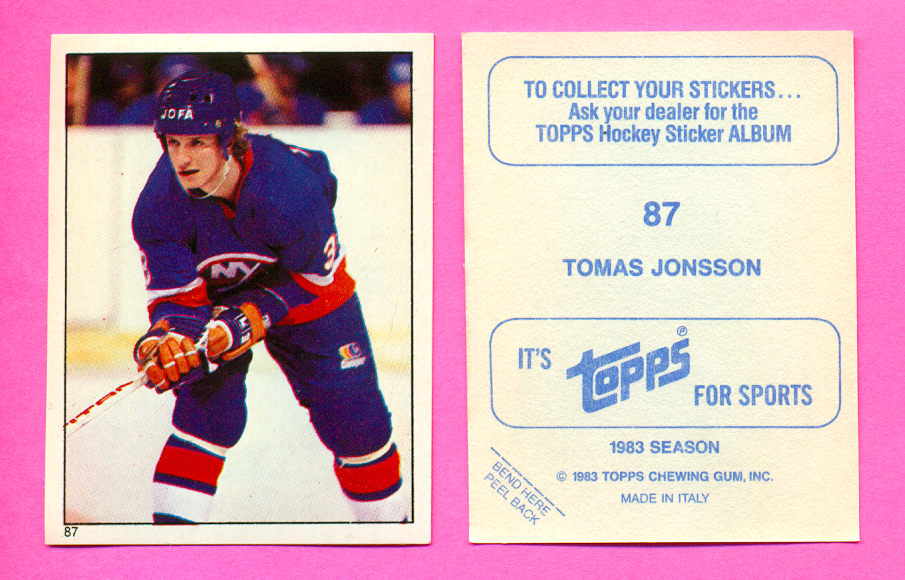 JOFA
NY
3
87
TO COLLECT YOUR STICKERS...
Ask your dealer for the
TOPPS Hockey Sticker ALBUM
87
TOMAS JONSSON
IT'S topps® FOR SPORTS
1983 SEASON
© 1983 TOPPS CHEWING GUM, INC.
MADE IN ITALY
BEND HERE
PEEL BACK